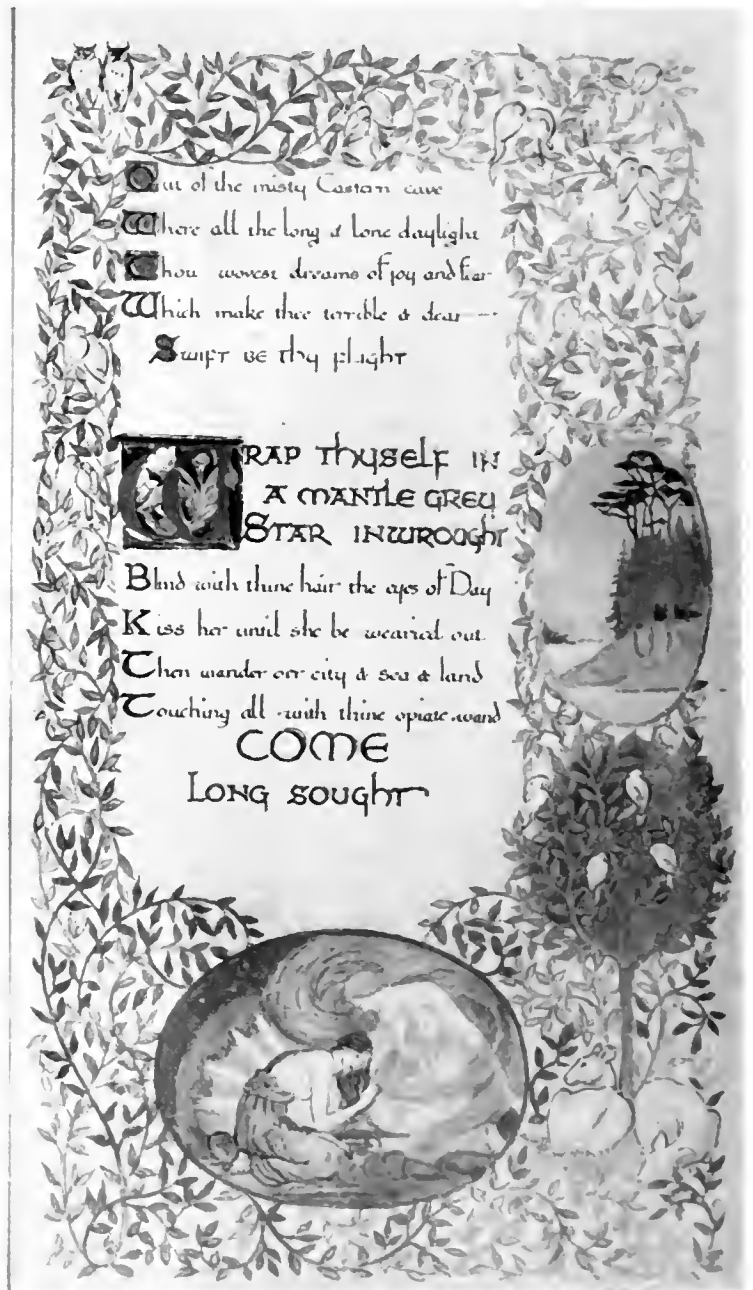 Out of the misty Eastern cave
Where all the long & lone daylight
Thou wovest dreams of joy and fear
Which make thee terrible & dear —
SWIFT BE thy flight
WRAP thyself IN
A MANTLE GREY
STAR INWROUGHT
Blind with thine hair the eyes of Day
Kiss her until she be wearied out
Then wander oer city & sea & land
Touching all with thine opiate wand
COME
LONG SOUGHT